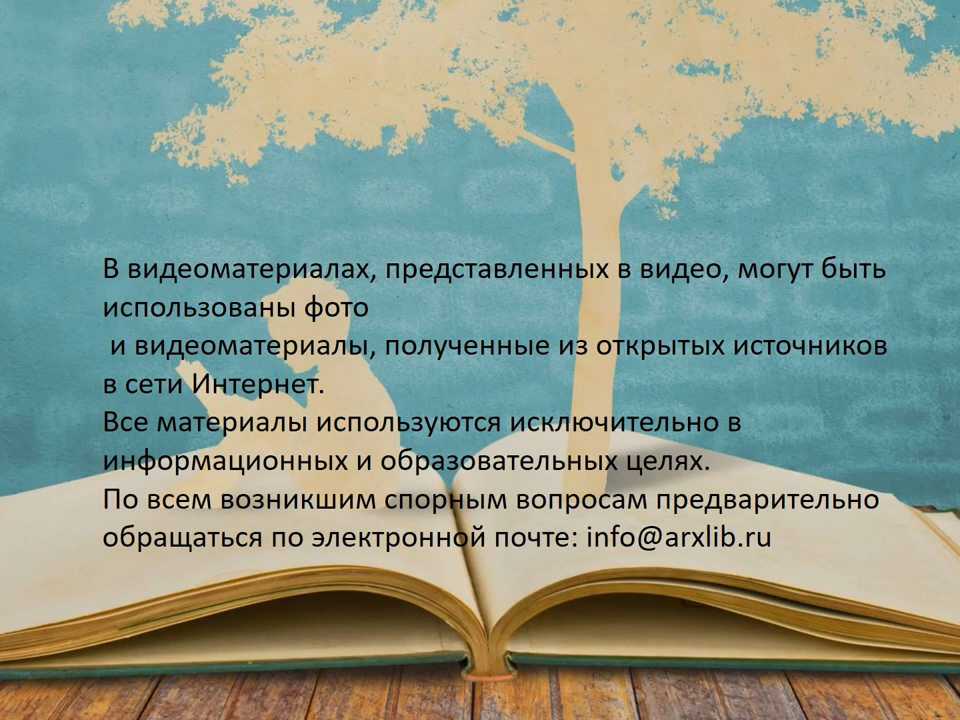 В видеоматериалах, представленных в видео, могут быть
использованы фото
и видеоматериалы, полученные из открытых источников
в сети Интернет.
Все материалы используются исключительно в
информационных и образовательных целях.
По всем возникшим спорным вопросам предварительно
обращаться по электронной почте: info@arxlib.ru